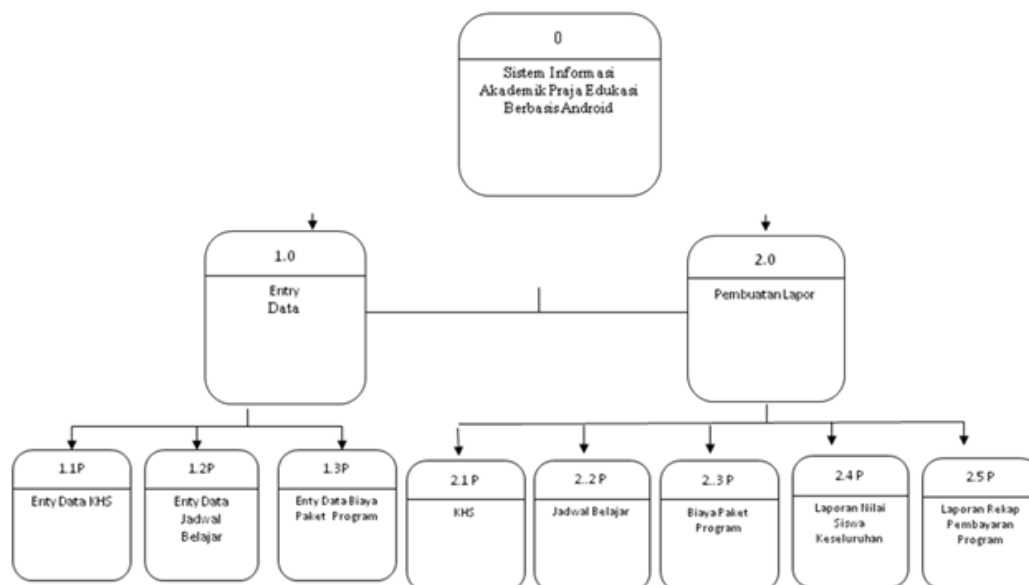 0
Sistem Informasi
Akademik Praja Edukasi
Berbasis Android
1.0
Entry
Data
2.0
Pembuatan Lapor
1.1P
Enty Data KHS
1.2P
Enty Data
Jadwal
Belajar
1.3P
Enty Data Biaya
Paket Program
2.1 P
KHS
2..2 P
Jadwal Belajar
2..3 P
Biaya Paket
Program
2.4 P
Laporan Nilai
Siswa
Keseluruhan
2.5 P
Laporan Rekap
Pembayaran
Program